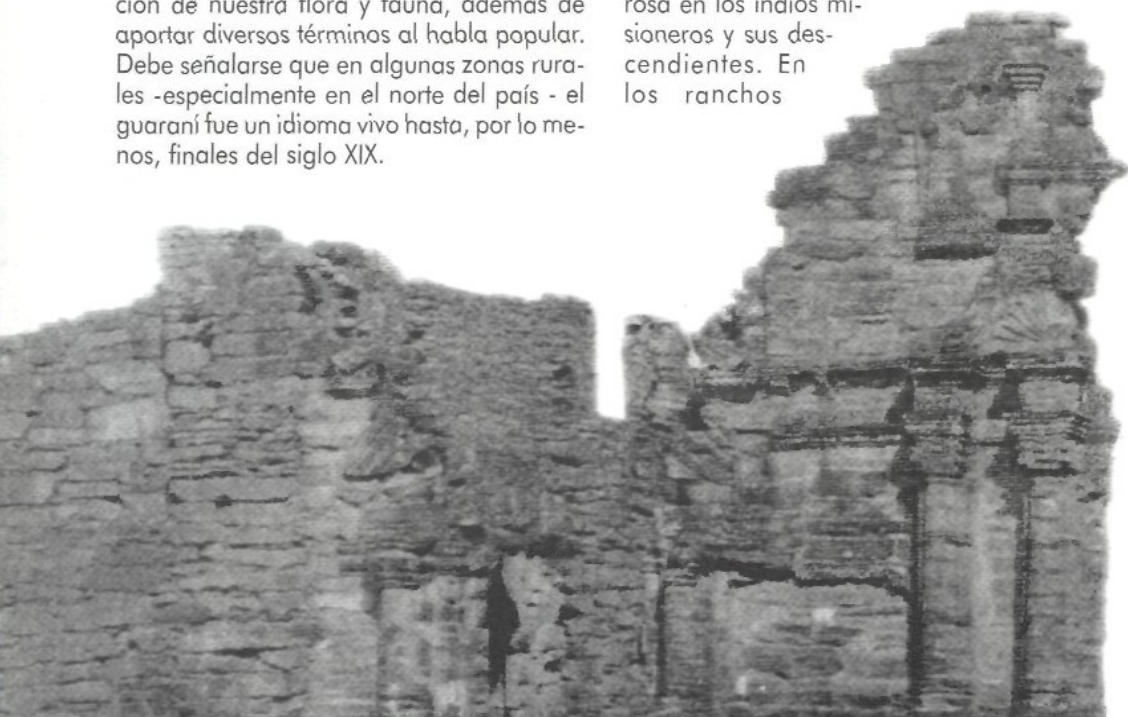 ción de nuestra flora y fauna, además de
aportar diversos términos al habla popular.
Debe señalarse que en algunas zonas rura-
les -especialmente en el norte del país - el
guaraní fue un idioma vivo hasta, por lo me-
nos, finales del siglo XIX.
rosa en los indios mi-
sioneros y sus des-
cendientes. En
los ranchos